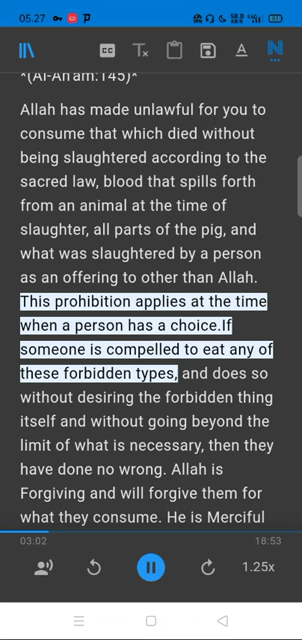 05.27
58.0 KB/S
CC
Tx
A
N
*(Al-An'am:145)*
Allah has made unlawful for you to
consume that which died without
being slaughtered according to the
sacred law, blood that spills forth
from an animal at the time of
slaughter, all parts of the pig, and
what was slaughtered by a person
as an offering to other than Allah.
This prohibition applies at the time
when a person has a choice.If
someone is compelled to eat any of
these forbidden types, and does so
without desiring the forbidden thing
itself and without going beyond the
limit of what is necessary, then they
have done no wrong. Allah is
Forgiving and will forgive them for
what they consume. He is Merciful
03:02
18:53
1.25x